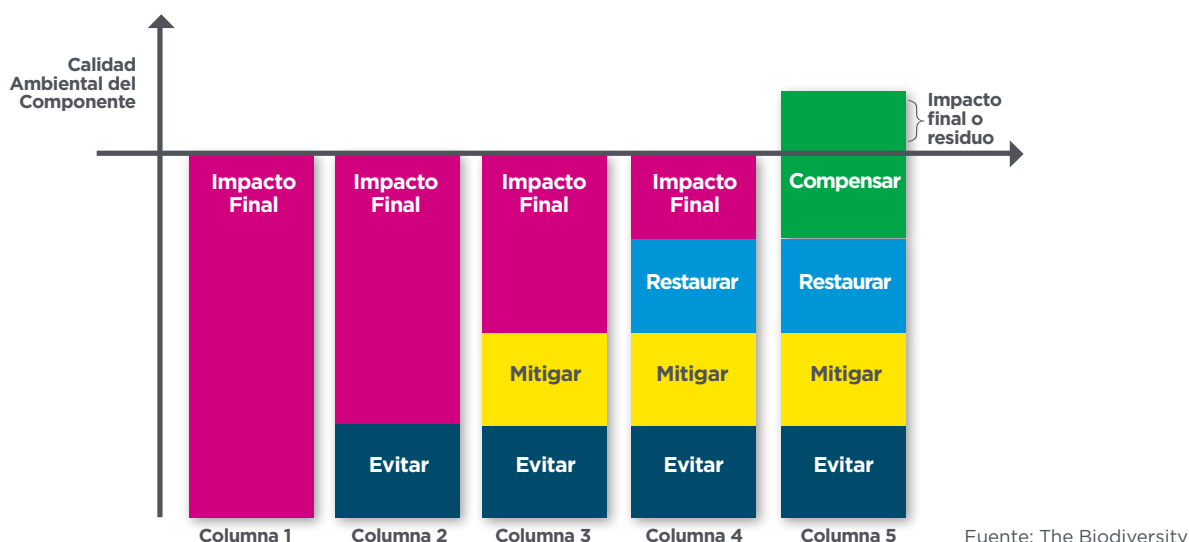 Calidad
Ambiental del
Componente
Impacto
final o
residuo
Impacto
Final
Impacto
Final
Impacto
Final
Impacto
Final
Compensar
Restaurar
Restaurar
Mitigar
Mitigar
Mitigar
Evitar
Evitar
Evitar
Evitar
Columna 1
Columna 2
Columna 3
Columna 4
Columna 5
Fuente: The Biodiversity